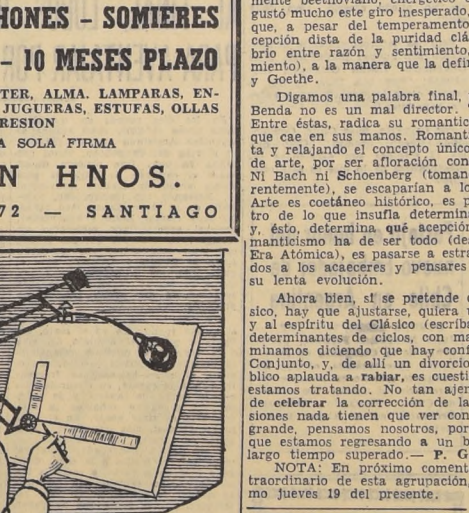 HONES – SOMIERES
– 10 MESES PLAZO
TER, ALMA. LAMPARAS, EN-
JUGUERAS, ESTUFAS, OLLAS
RESION
A SOLA FIRMA
N HNOS.
72 — SANTIAGO
mente beethoviano, energético
gustó mucho este giro inesperado,
que, a pesar del temperamento
cepción dista de la puridad clá
brio entre razón y sentimiento,
miento), a la manera que la defi
y Goethe.
Digamos una palabra final,
Benda no es un mal director.
Entre éstas, radica su romantic
que cae en sus manos. Romant
ta y relajando el concepto único
de arte, por ser afloración con
Ni Bach ni Schoenberg (toman
rentemente), se escaparían a lo
Arte es coetáneo histórico, es p
tro de lo que insufla determin
y, ésto, determina qué acepción
manticismo ha de ser todo (de
Era Atómica), es pasarse a estra
dos a los acaeceres y pensares
su lenta evolución.
Ahora bien, si se pretende
sico, hay que ajustarse, quiera
y al espíritu del Clásico (escrib
determinantes de ciclos, con ma
minamos diciendo que hay conf
Conjunto, y, de allí un divorcio
blico aplauda a rabiar, es cuesti
estamos tratando. No tan ajen
de celebrar la corrección de la
siones nada tienen que ver con
grande, pensamos nosotros, por
que estamos regresando a un b
largo tiempo superado.— P. G
NOTA: En próximo coment
traordinario de esta agrupación,
mo jueves 19 del presente.